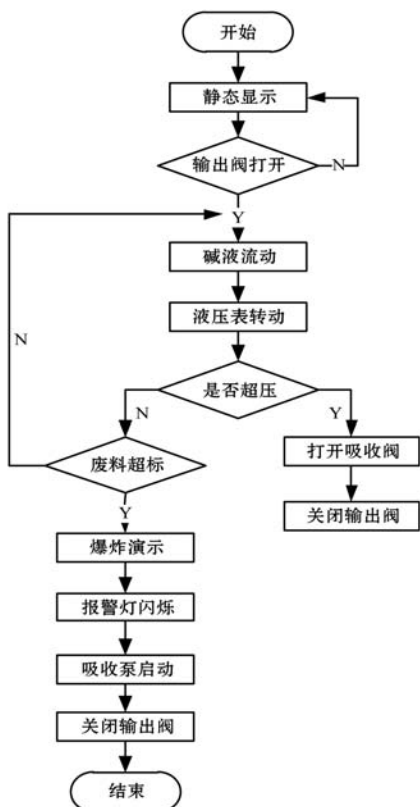 开始
静态显示
输出阀打开
N
Y
碱液流动
液压表转动
N
是否超压
N
Y
废料超标
打开吸收阀
Y
关闭输出阀
爆炸演示
报警灯闪烁
吸收泵启动
关闭输出阀
结束